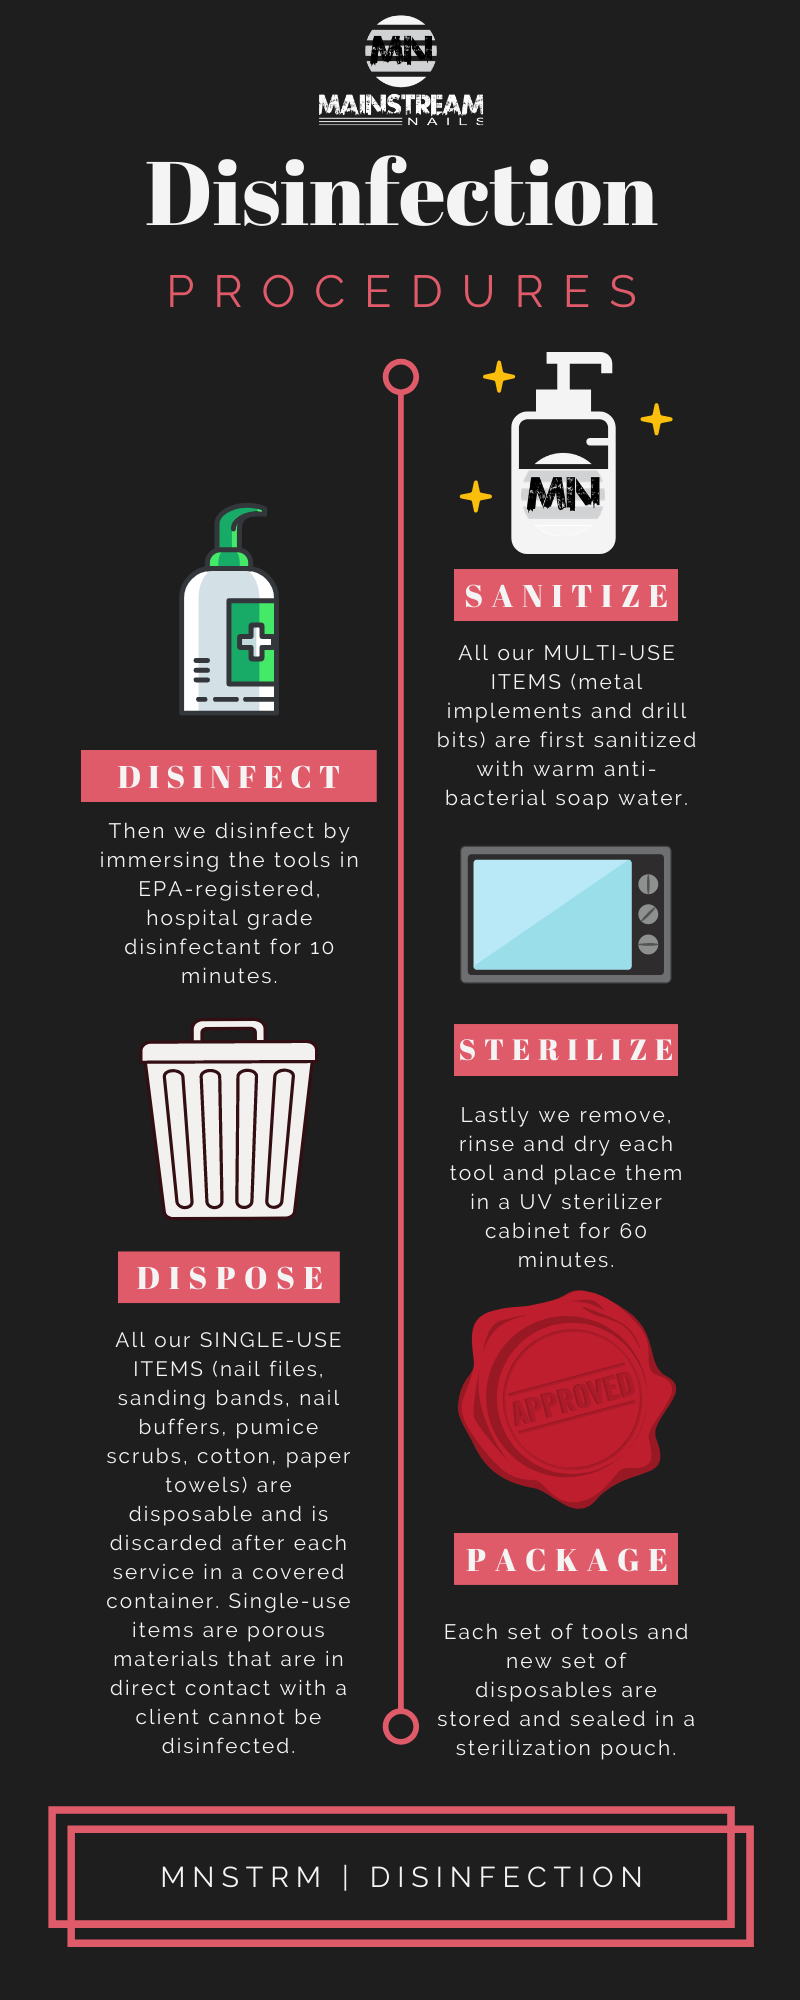 MN
MAINSTREAM
NAILS
Disinfection
PROCEDURES
MN
SANITIZE
All our MULTI-USE
ITEMS (metal
implements and drill
bits) are first sanitized
with warm anti-
bacterial soap water.
DISINFECT
Then we disinfect by
immersing the tools in
EPA-registered,
hospital grade
disinfectant for 10
minutes.
STERILIZE
Lastly we remove,
rinse and dry each
tool and place them
in a UV sterilizer
cabinet for 60
minutes.
DISPOSE
All our SINGLE-USE
ITEMS (nail files,
sanding bands, nail
buffers, pumice
scrubs, cotton, paper
towels) are
disposable and is
discarded after each
service in a covered
container. Single-use
items are porous
materials that are in
direct contact with a
client cannot be
disinfected.
APPROVED
PACKAGE
Each set of tools and
new set of
disposables are
stored and sealed in a
sterilization pouch.
MNSTRM | DISINFECTION